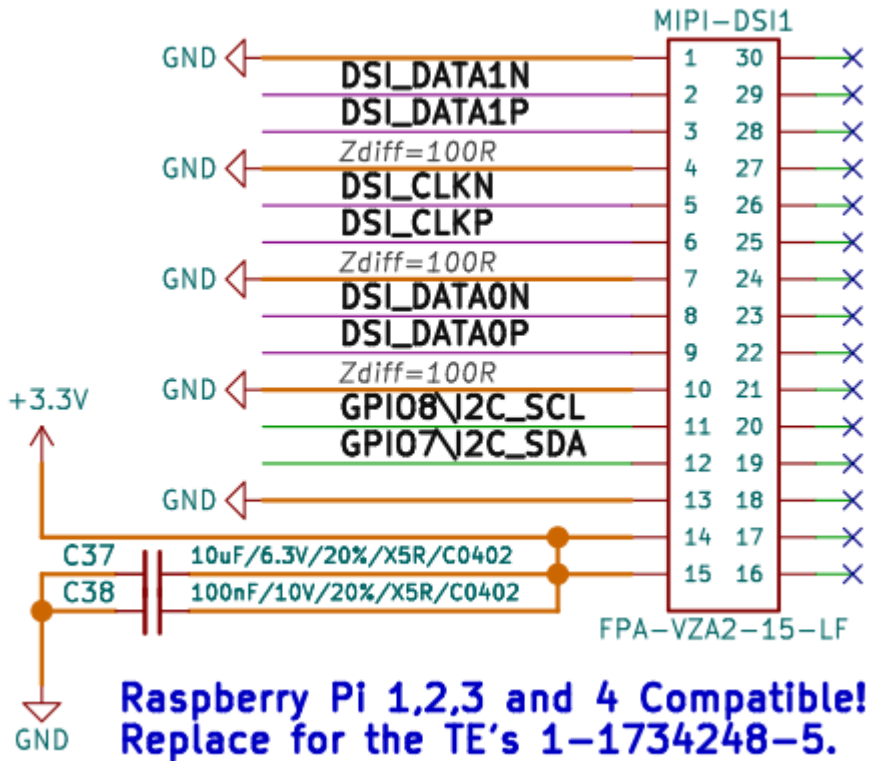 MIPI-DSI1
GND 1 30
DSI_DATA1N 2 29
DSI_DATA1P 3 28
Zdiff=100R
GND 4 27
DSI_CLKN 5 26
DSI_CLKP 6 25
Zdiff=100R
GND 7 24
DSI_DATA0N 8 23
DSI_DATA0P 9 22
Zdiff=100R
GND 10 21
+3.3V
GPIO8\I2C_SCL 11 20
GPIO7\I2C_SDA 12 19
GND 13 18
14 17
C37 10uF/6.3V/20%/X5R/C0402 15 16
C38 100nF/10V/20%/X5R/C0402
FPA-VZA2-15-LF
GND
Raspberry Pi 1,2,3 and 4 Compatible!
Replace for the TE's 1-1734248-5.